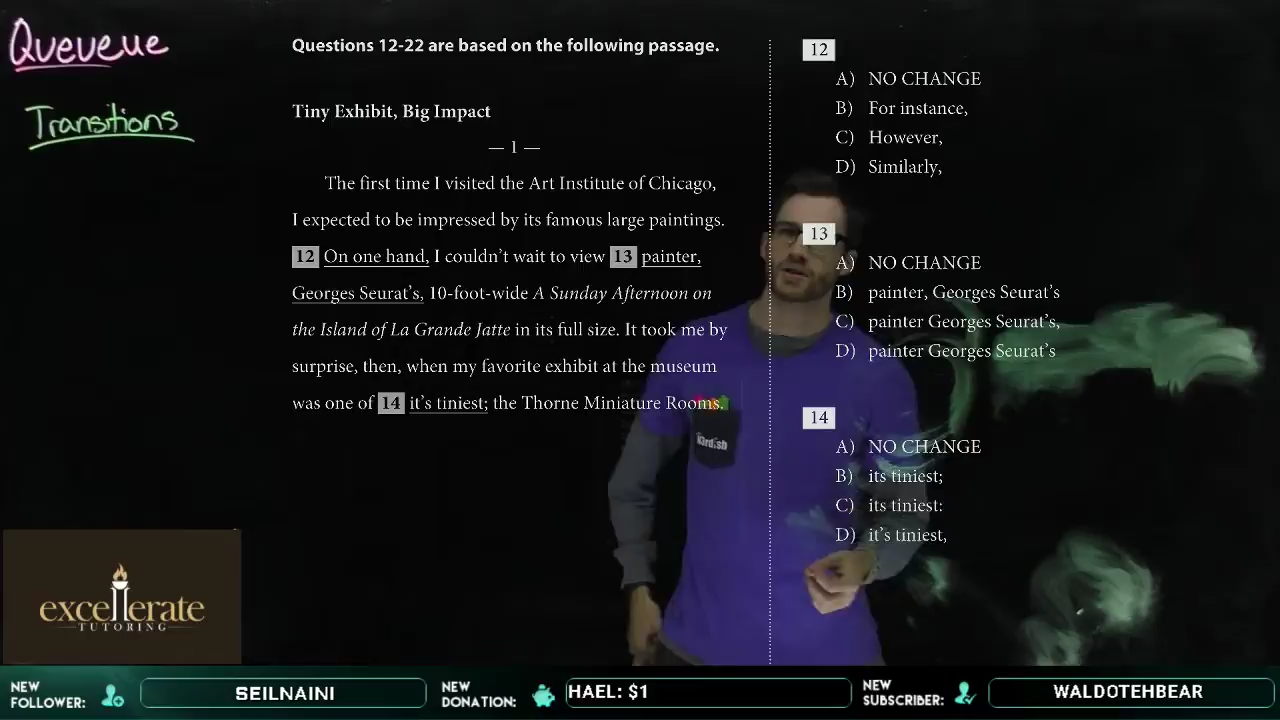 Queueue
Transitions
Questions 12-22 are based on the following passage.
Tiny Exhibit, Big Impact
— 1 —
The first time I visited the Art Institute of Chicago,
I expected to be impressed by its famous large paintings.
12 On one hand, I couldn't wait to view 13 painter,
Georges Seurat's, 10-foot-wide A Sunday Afternoon on
the Island of La Grande Jatte in its full size. It took me by
surprise, then, when my favorite exhibit at the museum
was one of 14 it's tiniest; the Thorne Miniature Rooms.
12
A) NO CHANGE
B) For instance,
C) However,
D) Similarly,
13
A) NO CHANGE
B) painter, Georges Seurat's
C) painter Georges Seurat's,
D) painter Georges Seurat's
14
A) NO CHANGE
B) its tiniest;
C) its tiniest:
D) it's tiniest,
excellerate
TUTORING
NEW FOLLOWER: SEILNAINI
NEW DONATION: HAEL: $1
NEW SUBSCRIBER: WALDOTEHBEAR